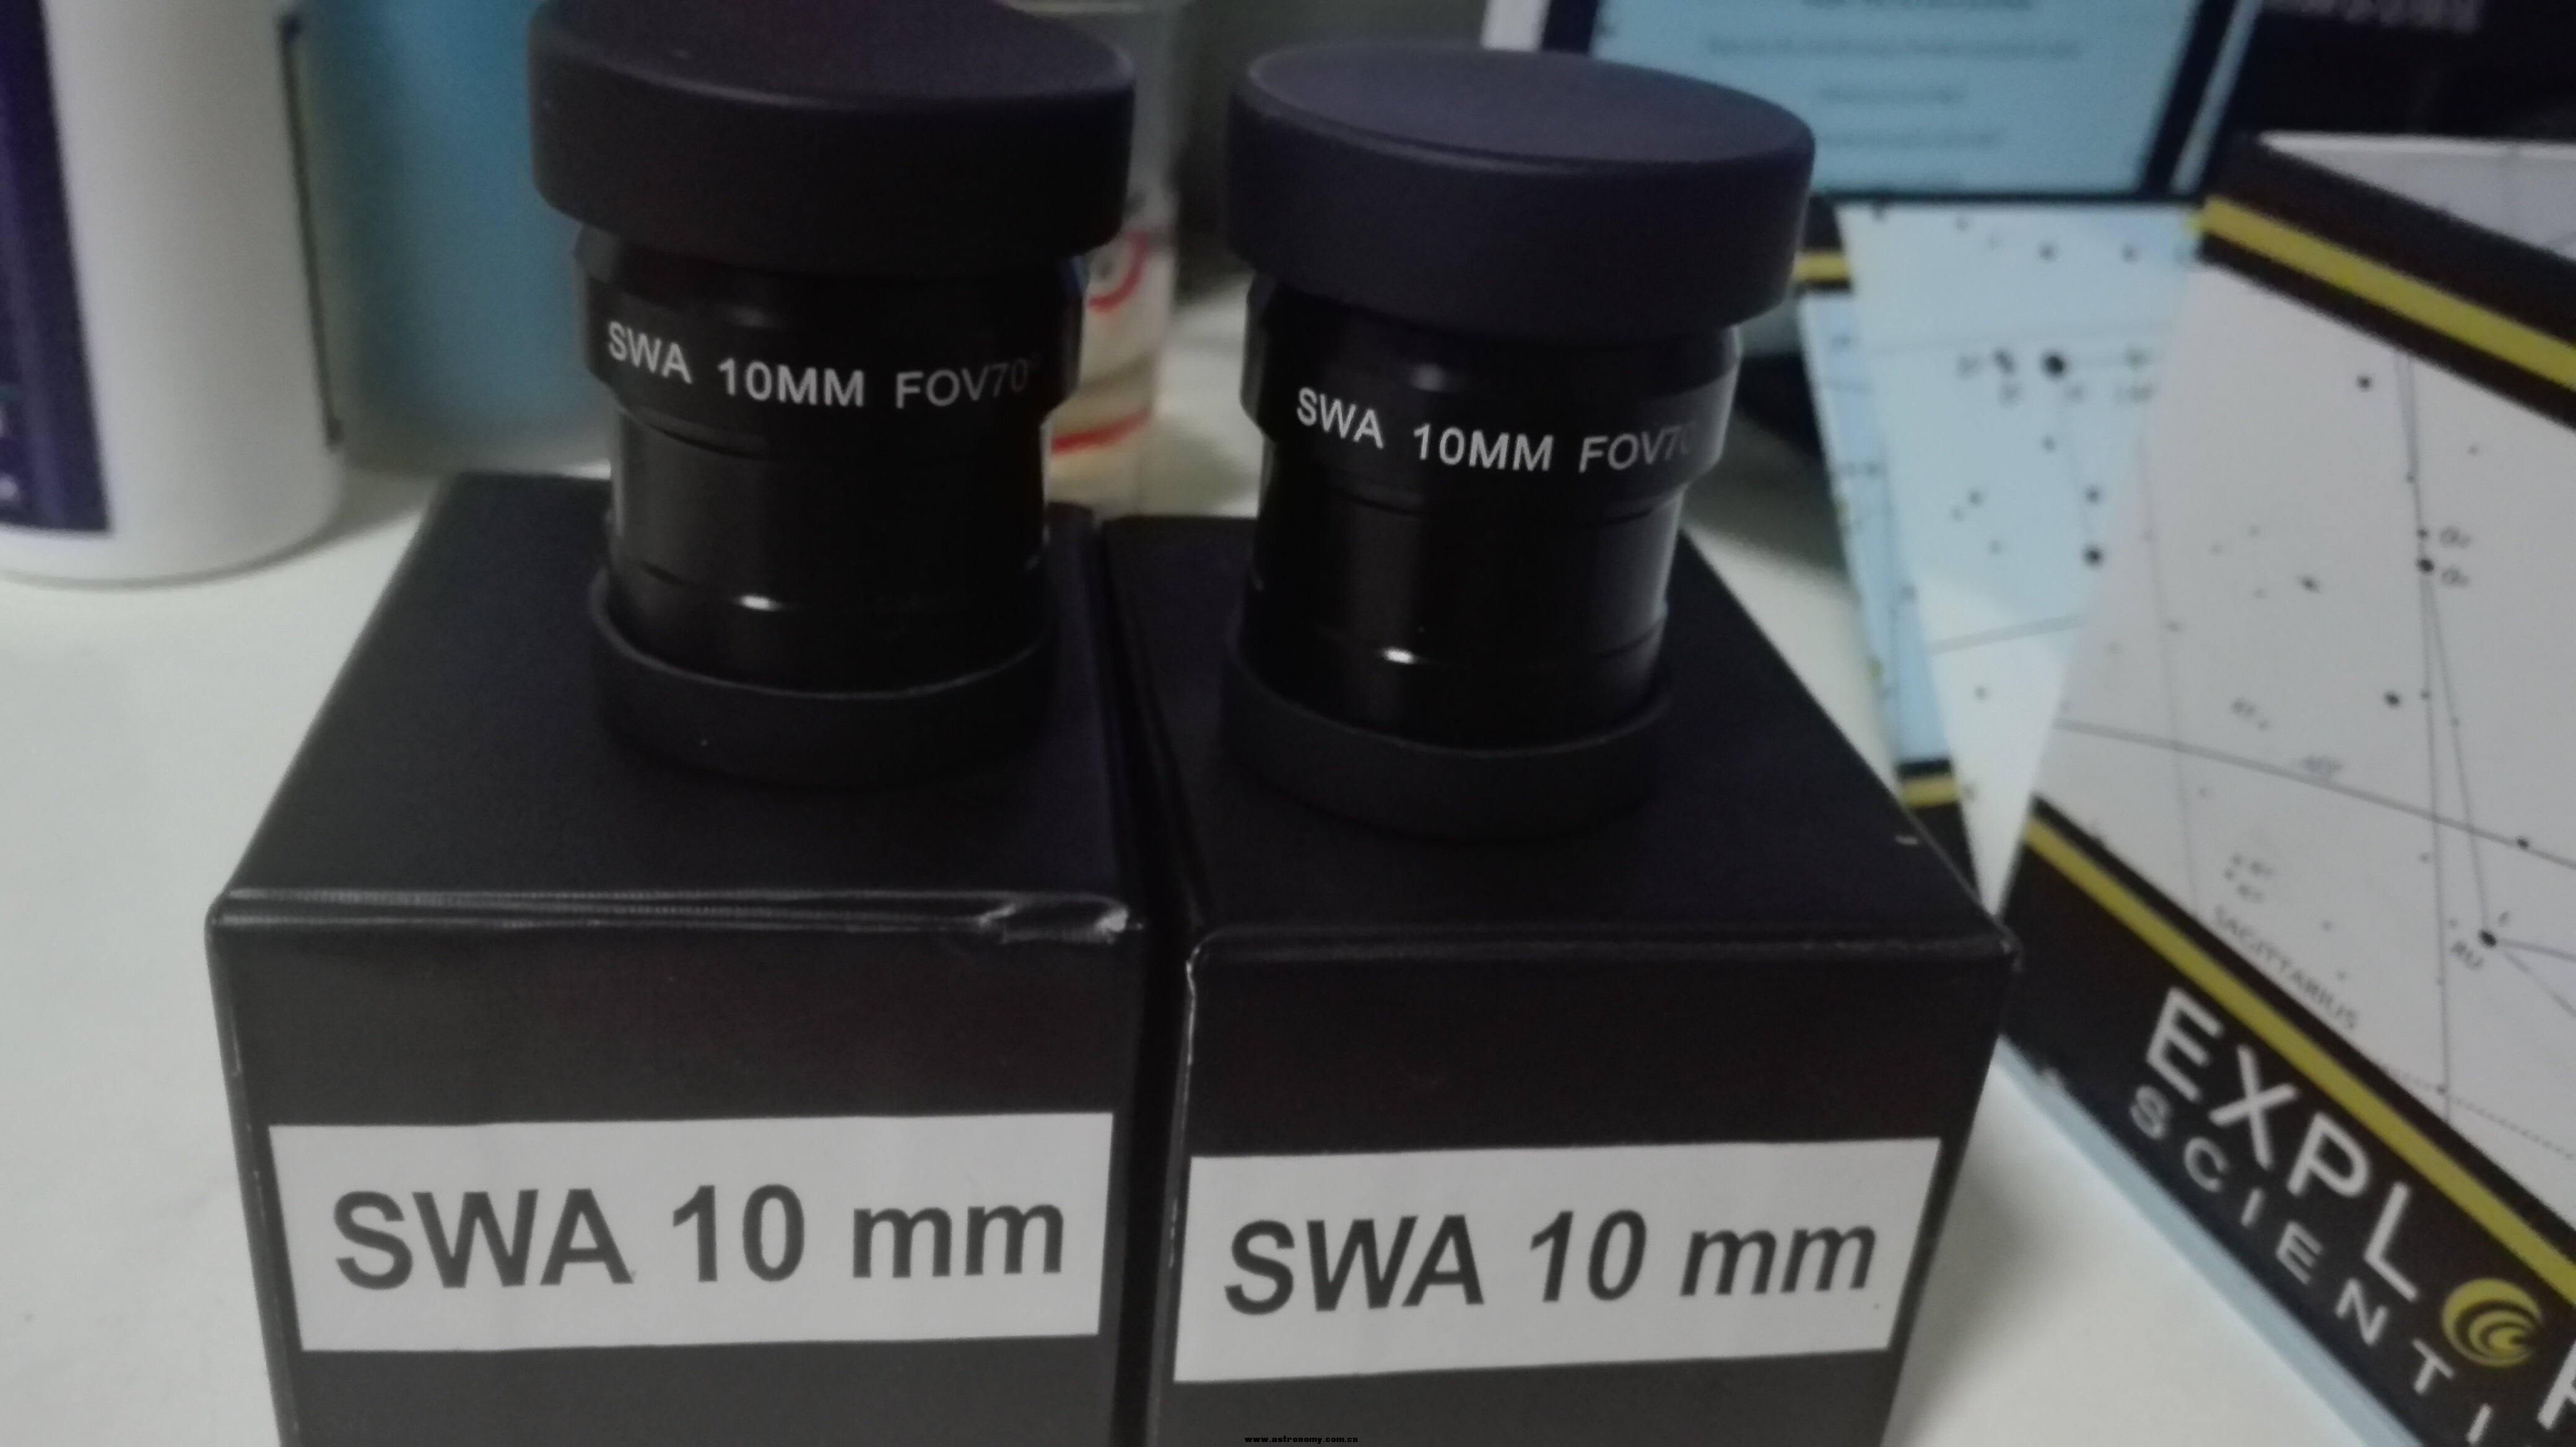 SWA 10MM FOV70°
SWA 10MM FOV70
SWA 10 mm
SWA 10 mm
SAGITTARIUS
RU
EXPL
SCIENTI
www.astronomy.com.cn